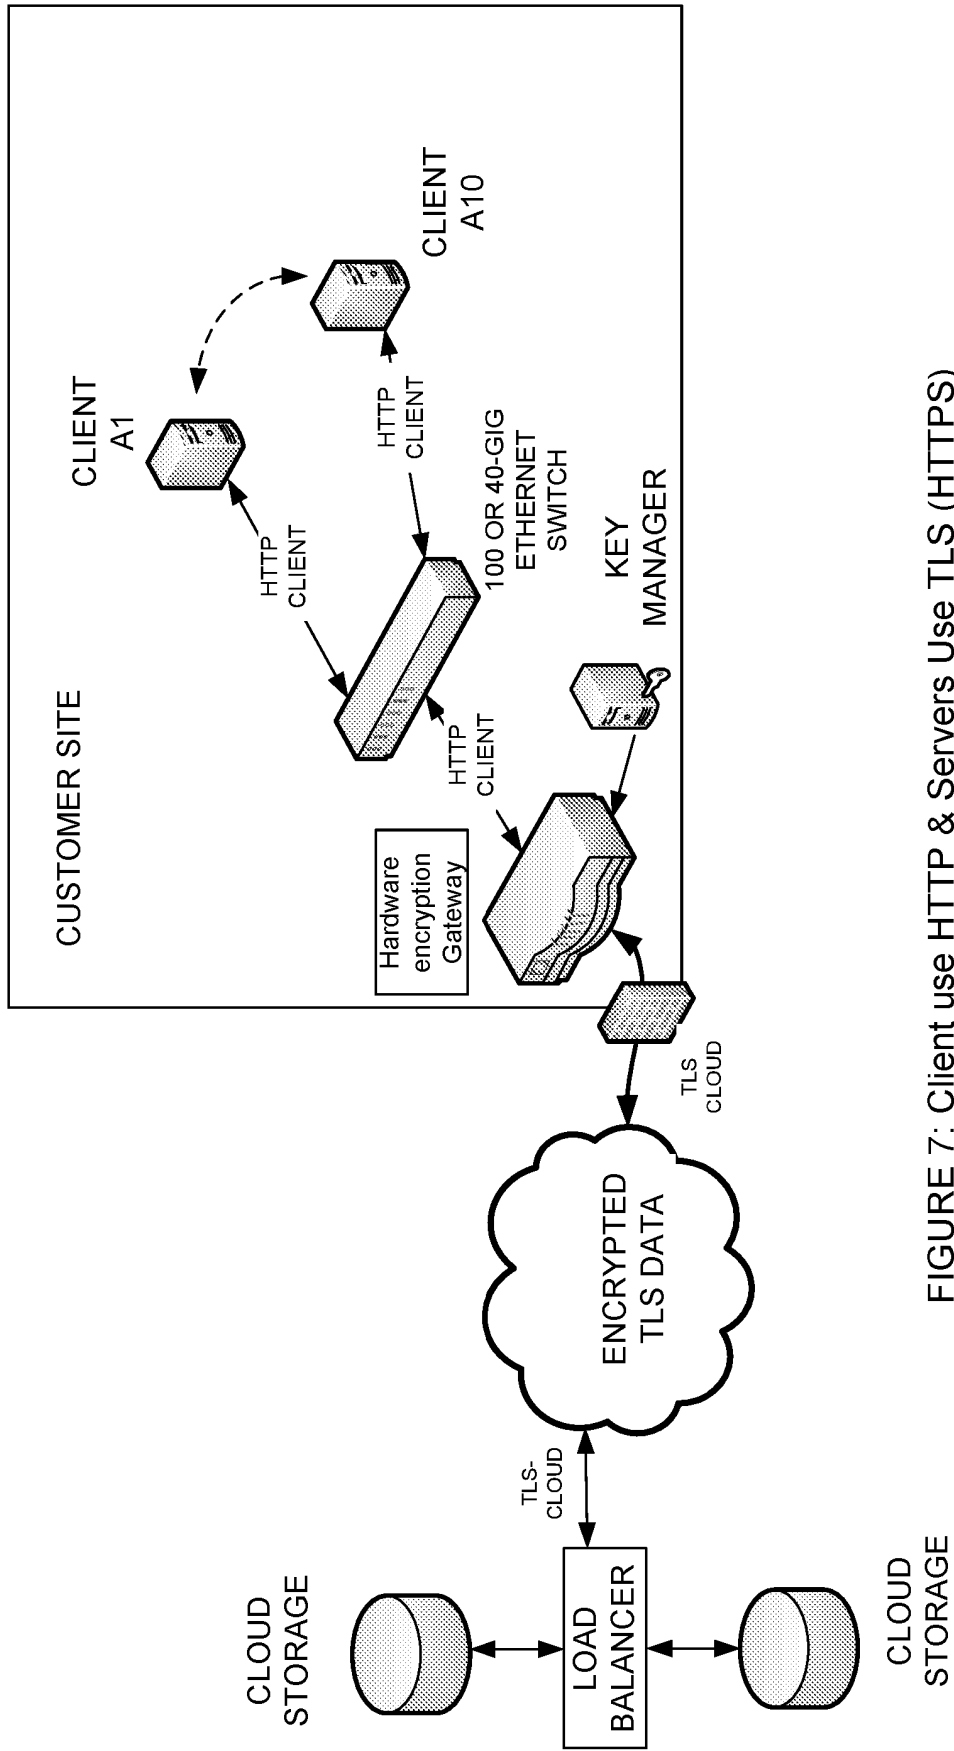 CUSTOMER SITE
CLIENT
A1
CLIENT
A10
HTTP
CLIENT
HTTP
CLIENT
100 OR 40-GIG
ETHERNET
SWITCH
HTTP
CLIENT
KEY
MANAGER
Hardware
encryption
Gateway
TLS
CLOUD
ENCRYPTED
TLS DATA
TLS-
CLOUD
CLOUD
STORAGE
LOAD
BALANCER
CLOUD
STORAGE
FIGURE 7: Client use HTTP & Servers Use TLS (HTTPS)